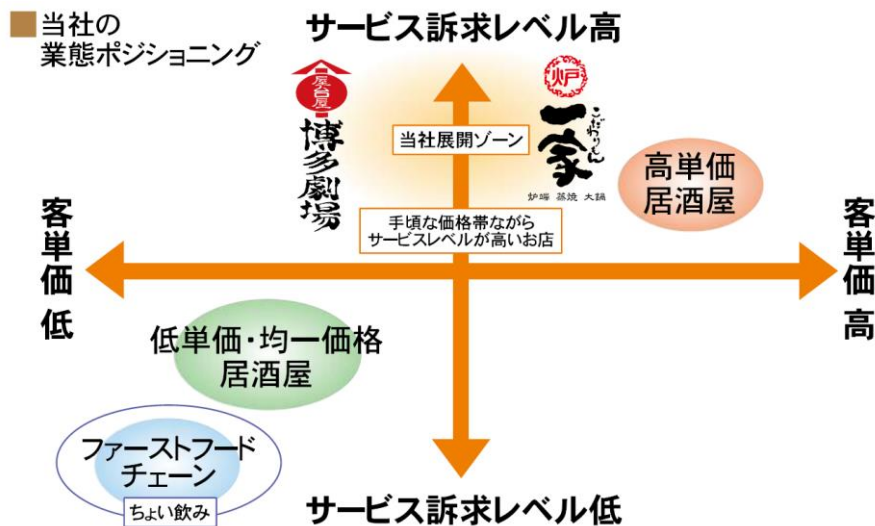 当社の
業態ポジショニング
サービス訴求レベル高
屋台屋
博多劇場
当社展開ゾーン
炉
こだわりもん
一家
炉端 蒸焼 大鍋
高単価
居酒屋
手頃な価格帯ながら
サービスレベルが高いお店
客単価 低
客単価 高
低単価・均一価格
居酒屋
ファーストフード
チェーン
ちょい飲み
サービス訴求レベル低